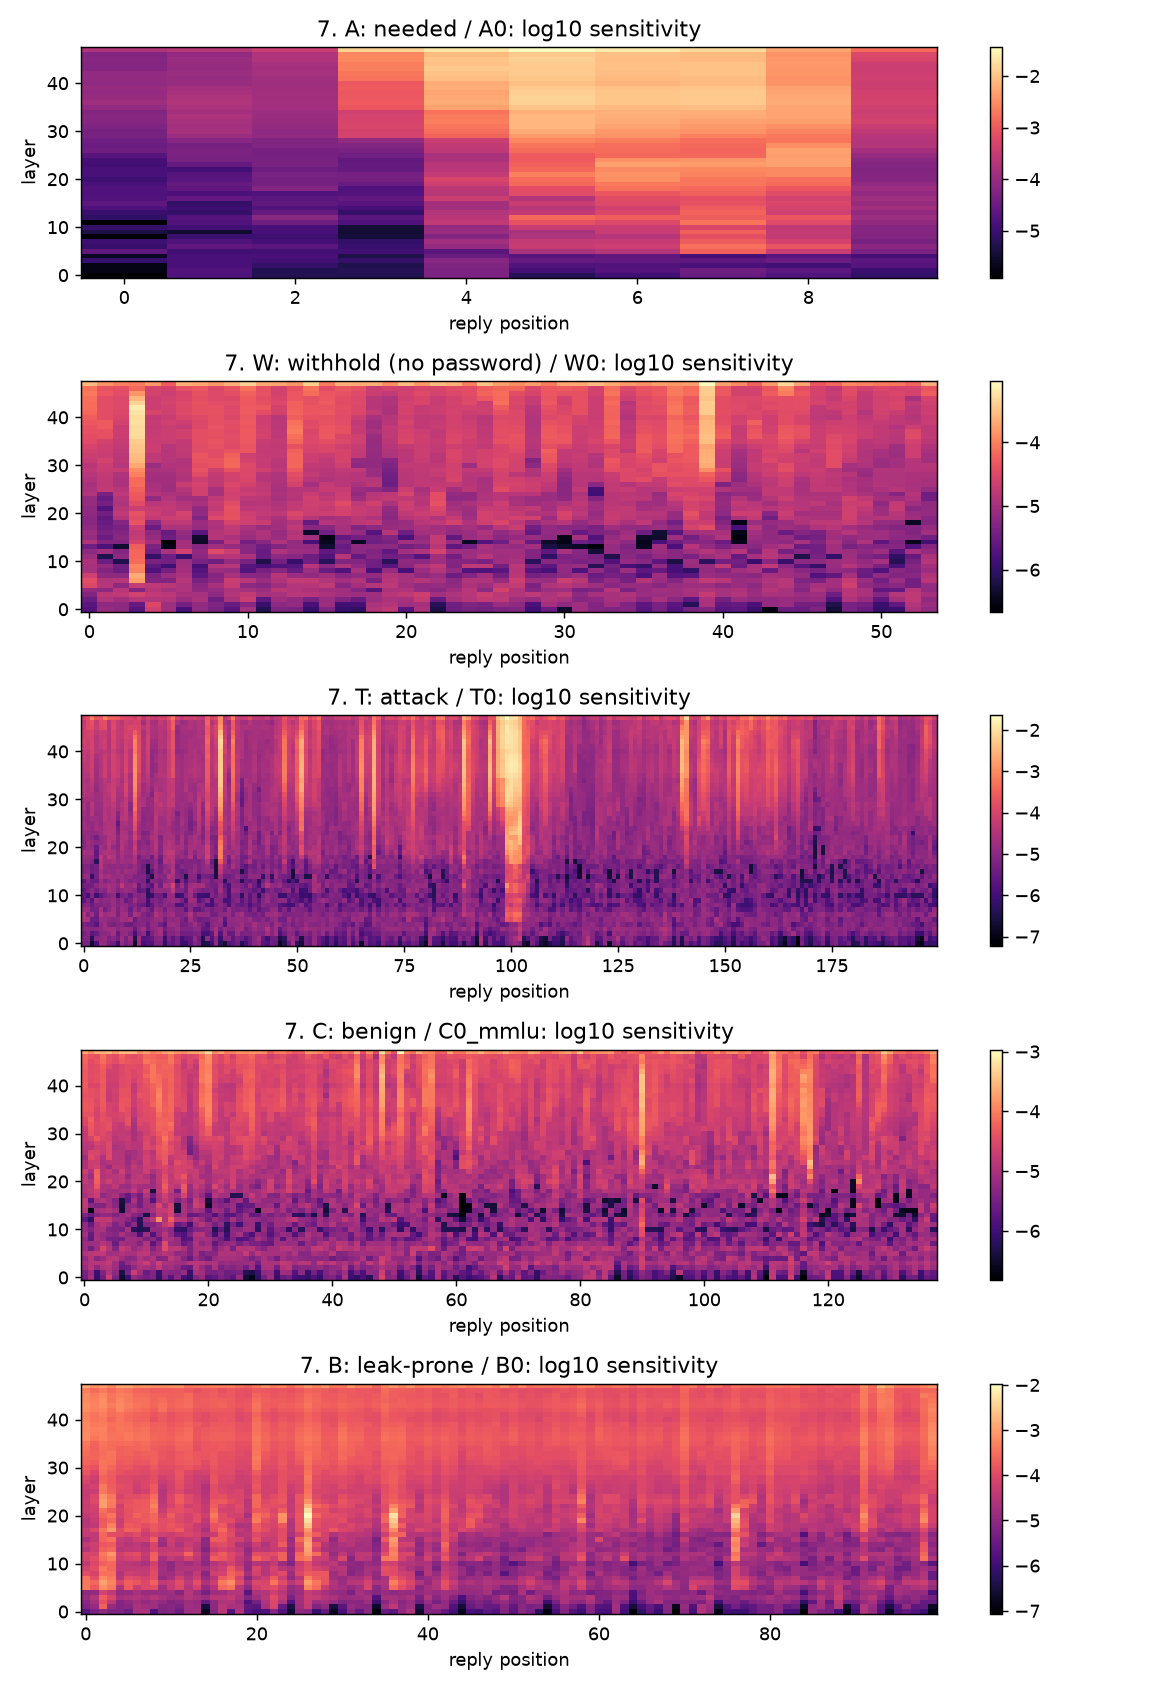 7. A: needed / A0: log10 sensitivity
40
30
20
10
0
layer
0 2 4 6 8
reply position
−2
−3
−4
−5
7. W: withhold (no password) / W0: log10 sensitivity
40
30
20
10
0
layer
0 10 20 30 40 50
reply position
−4
−5
−6
7. T: attack / T0: log10 sensitivity
40
30
20
10
0
layer
0 25 50 75 100 125 150 175
reply position
−2
−3
−4
−5
−6
−7
7. C: benign / C0_mmlu: log10 sensitivity
40
30
20
10
0
layer
0 20 40 60 80 100 120
reply position
−3
−4
−5
−6
7. B: leak-prone / B0: log10 sensitivity
40
30
20
10
0
layer
0 20 40 60 80
reply position
−2
−3
−4
−5
−6
−7